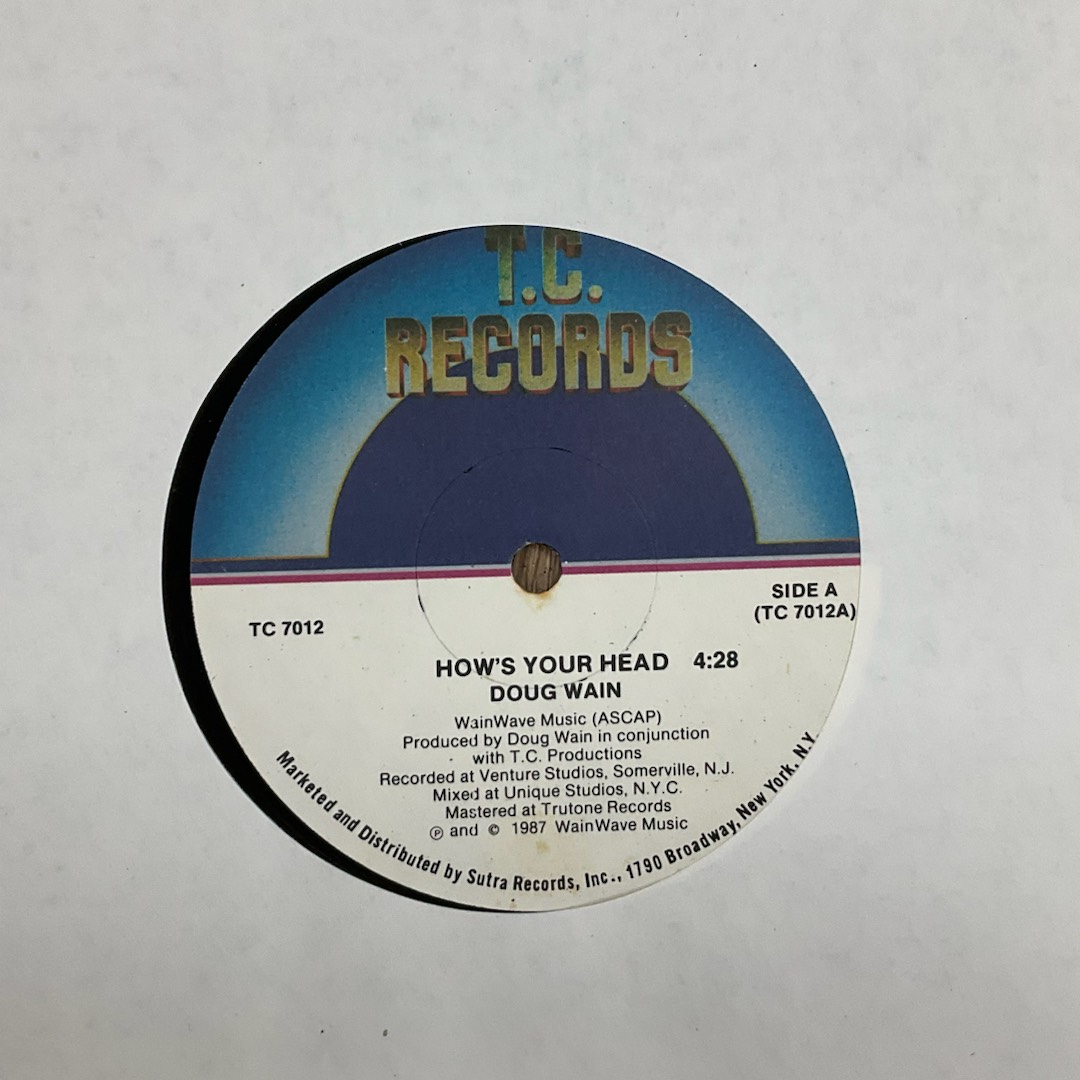 T.C.
RECORDS
SIDE A
TC 7012
(TC 7012A)
HOW'S YOUR HEAD 4:28
DOUG WAIN
WainWave Music (ASCAP)
Produced by Doug Wain in conjunction
with T.C. Productions
Recorded at Venture Studios, Somerville, N.J.
Mixed at Unique Studios, N.Y.C.
Mastered at Trutone Records
℗ and © 1987 WainWave Music
Marketed and Distributed by Sutra Records, Inc., 1790 Broadway, New York, N.Y.